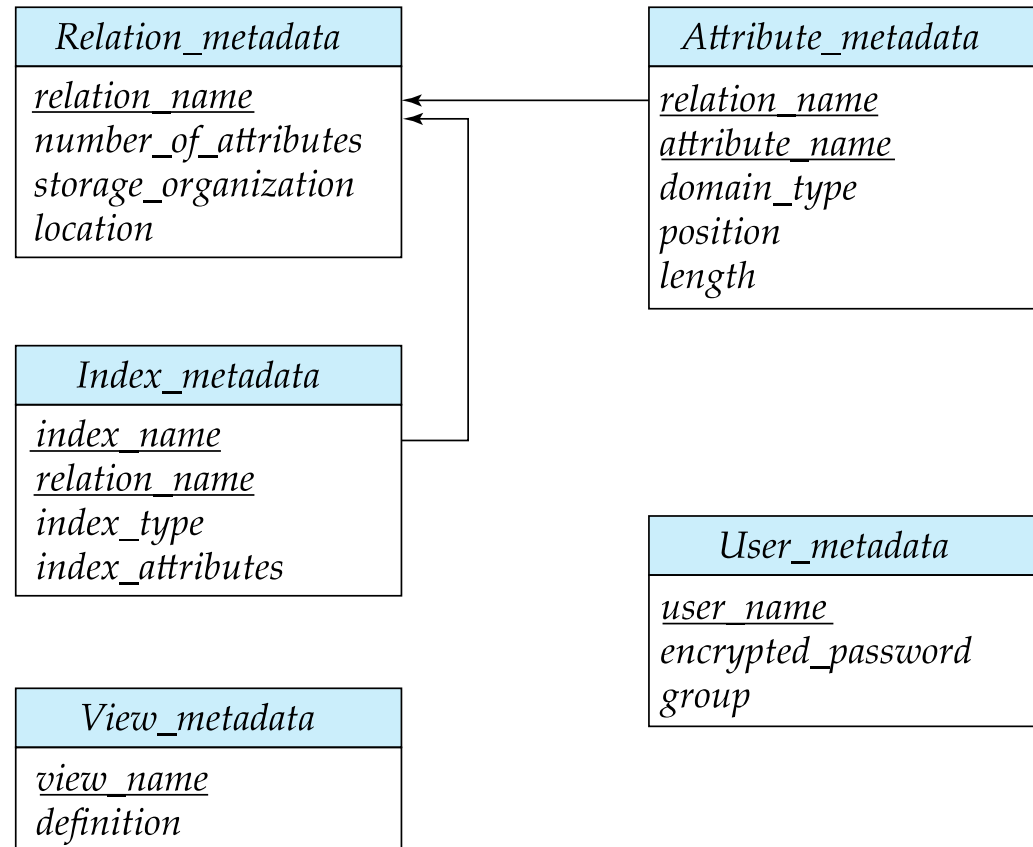 Relation_metadata
relation_name
number_of_attributes
storage_organization
location
Attribute_metadata
relation_name
attribute_name
domain_type
position
length
Index_metadata
index_name
relation_name
index_type
index_attributes
User_metadata
user_name
encrypted_password
group
View_metadata
view_name
definition